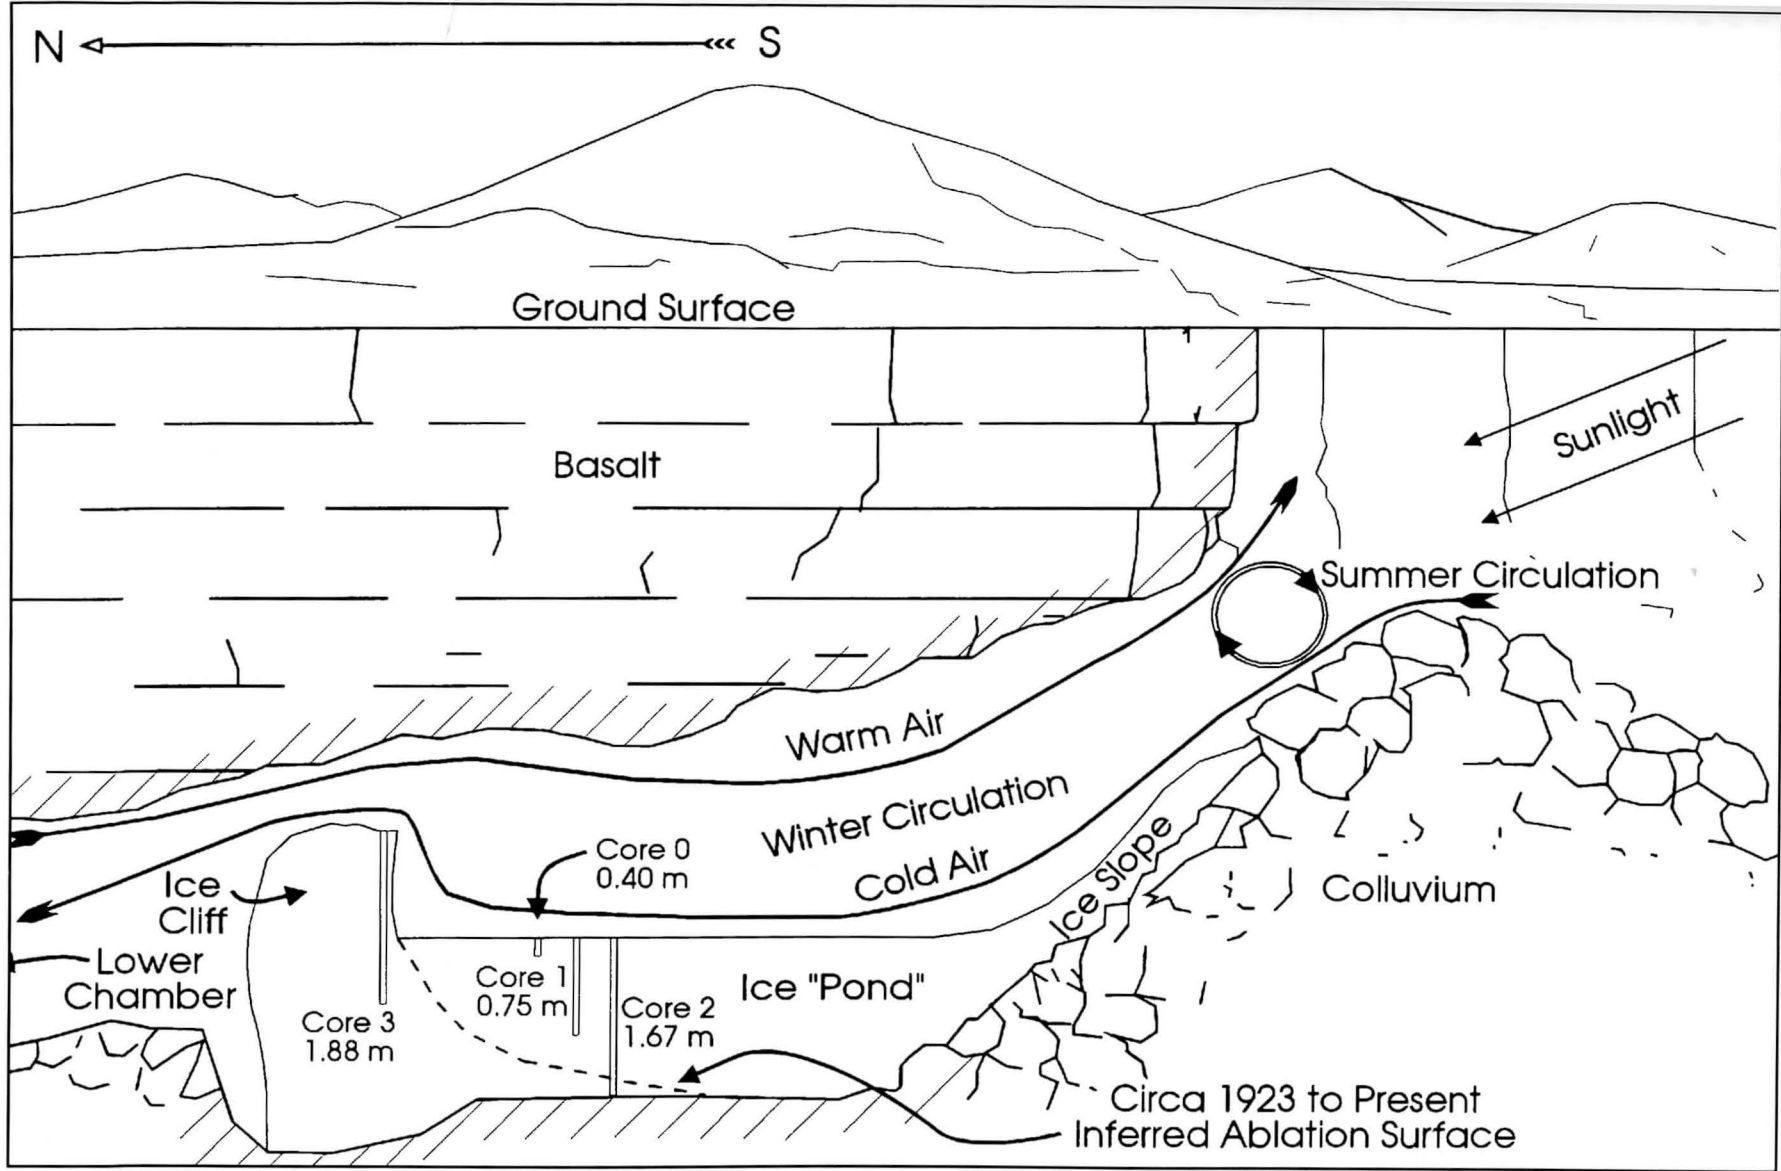 N S
Ground Surface
Sunlight
Basalt
Summer Circulation
Warm Air
Winter Circulation
Cold Air
Core 0
0.40 m
Ice
Cliff
Ice Slope
Colluvium
Lower
Chamber
Core 1
0.75 m
Ice "Pond"
Core 2
1.67 m
Core 3
1.88 m
Circa 1923 to Present
Inferred Ablation Surface